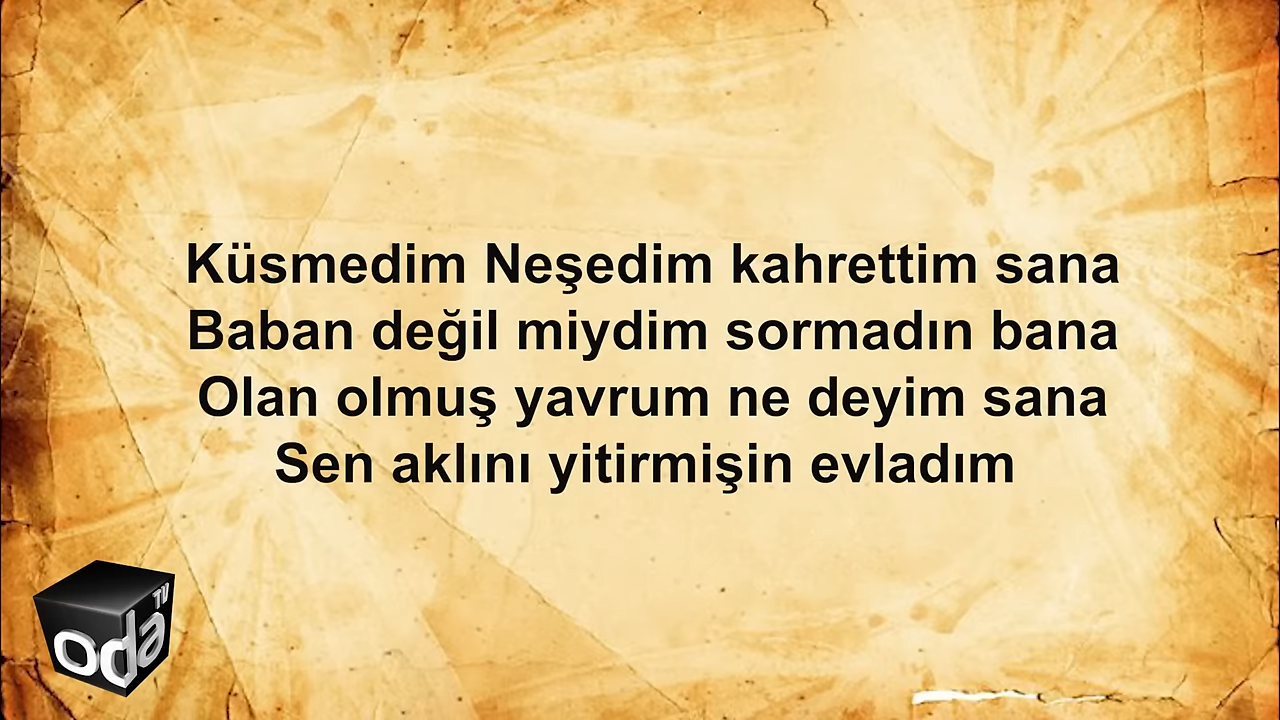 Küsmedim Neşedim kahrettim sana
Baban değil miydim sormadın bana
Olan olmuş yavrum ne deyim sana
Sen aklını yitirmişin evladım
oda TV